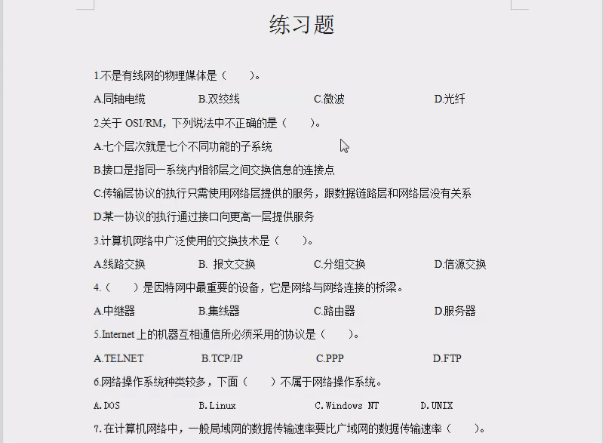 练习题
1.不是有线网的物理媒体是（　　）。
A.同轴电缆　　B.双绞线　　C.微波　　D.光纤
2.关于 OSI/RM，下列说法中不正确的是（　　）。
A.七个层次就是七个不同功能的子系统
B.接口是指同一系统内相邻层之间交换信息的连接点
C.传输层协议的执行只需使用网络层提供的服务，跟数据链路层和网络层没有关系
D.某一协议的执行通过接口向更高一层提供服务
3.计算机网络中广泛使用的交换技术是（　　）。
A.线路交换　　B. 报文交换　　C.分组交换　　D.信源交换
4.（　　）是因特网中最重要的设备，它是网络与网络连接的桥梁。
A.中继器　　B.集线器　　C.路由器　　D.服务器
5.Internet 上的机器互相通信所必须采用的协议是（　　）。
A.TELNET　　B.TCP/IP　　C.PPP　　D.FTP
6.网络操作系统种类较多，下面（　　）不属于网络操作系统。
A.DOS　　B.Linux　　C.Windows NT　　D.UNIX
7.在计算机网络中，一般局域网的数据传输速率要比广域网的数据传输速率（　　）。